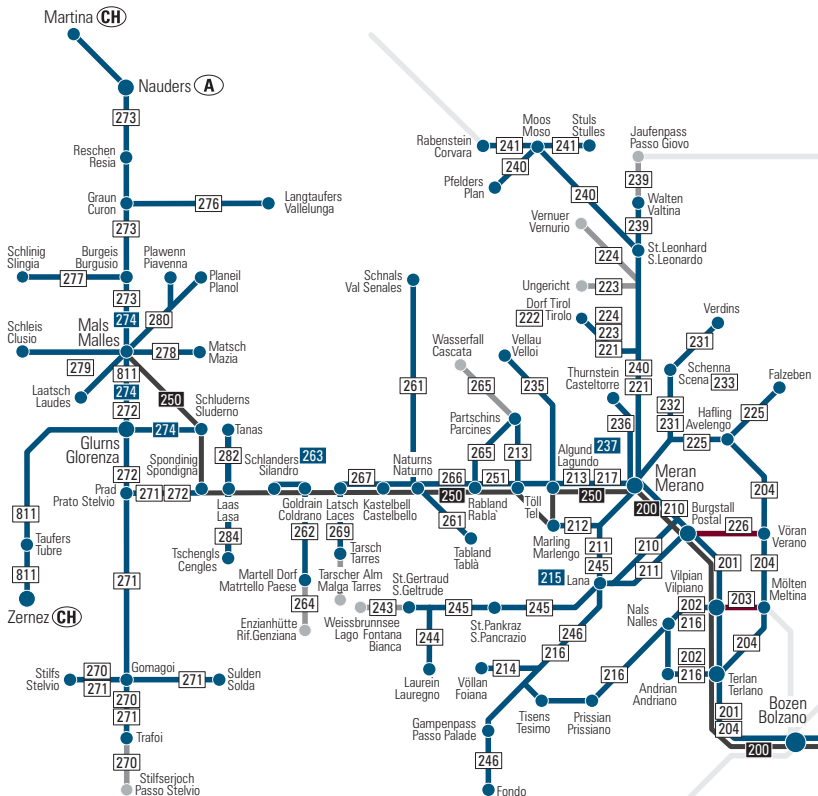 Martina CH
Nauders A
273
Reschen
Resia
Graun
Curon
276
Langtaufers
Vallelunga
273
Schlinig
Slingia
277
Burgeis
Burgusio
Plawenn
Piavenna
Planeil
Planol
273
274
280
Mals
Malles
Schleis
Clusio
278
Matsch
Mazia
279
Laatsch
Laudes
811
274
272
250
Schluderns
Sluderno
Glurns
Glorenza
274
Spondinig
Spondigna
272
Prad
Prato Stelvio
271
272
811
Taufers
Tubre
811
Zernez CH
271
Stilfs
Stelvio
270
271
Gomagoi
271
Sulden
Solda
270
271
Trafoi
270
Stilfserjoch
Passo Stelvio
Tanas
282
Laas
Lasa
284
Tschengls
Cengles
Schlanders
Silandro
263
Goldrain
Coldrano
262
Martell Dorf
Matrtello Paese
264
Enzianhütte
Rif.Genziana
267
Latsch
Laces
269
Tarsch
Tarres
Tarscher Alm
Malga Tarres
Kastelbell
Castelbello
Schnals
Val Senales
261
Naturns
Naturno
266
250
261
Tabland
Tablà
251
Rabland
Rabla`
265
Partschins
Parcines
265
Wasserfall
Cascata
213
Töll
Tel
Vellau
Velloi
235
Algund
Lagundo
237
213
217
250
Marling
Marlengo
212
Thurnstein
Casteltorre
236
Rabenstein
Corvara
241
Moos
Moso
241
Stuls
Stulles
240
Pfelders
Plan
240
Jaufenpass
Passo Giovo
239
Walten
Valtina
239
St.Leonhard
S.Leonardo
Vernuer
Vernurio
224
Ungericht
223
Dorf Tirol
Tirolo
222
224
223
221
240
221
Verdins
231
Schenna
Scena
233
232
231
Falzeben
225
Hafling
Avelengo
225
Meran
Merano
204
200
210
Burgstall
Postal
226
Vöran
Verano
204
211
245
210
211
215
Lana
201
Vilpian
Vilpiano
203
Mölten
Meltina
202
216
Nals
Nalles
204
202
216
Andrian
Andriano
Terlan
Terlano
201
204
Bozen
Bolzano
200
243
Weissbrunnsee
Lago Fontana
Bianca
St.Gertraud
S.Geltrude
245
244
Laurein
Lauregno
St.Pankraz
S.Pancrazio
245
246
216
214
Völlan
Foiana
216
Tisens
Tesimo
Prissian
Prissiano
Gampenpass
Passo Palade
246
Fondo